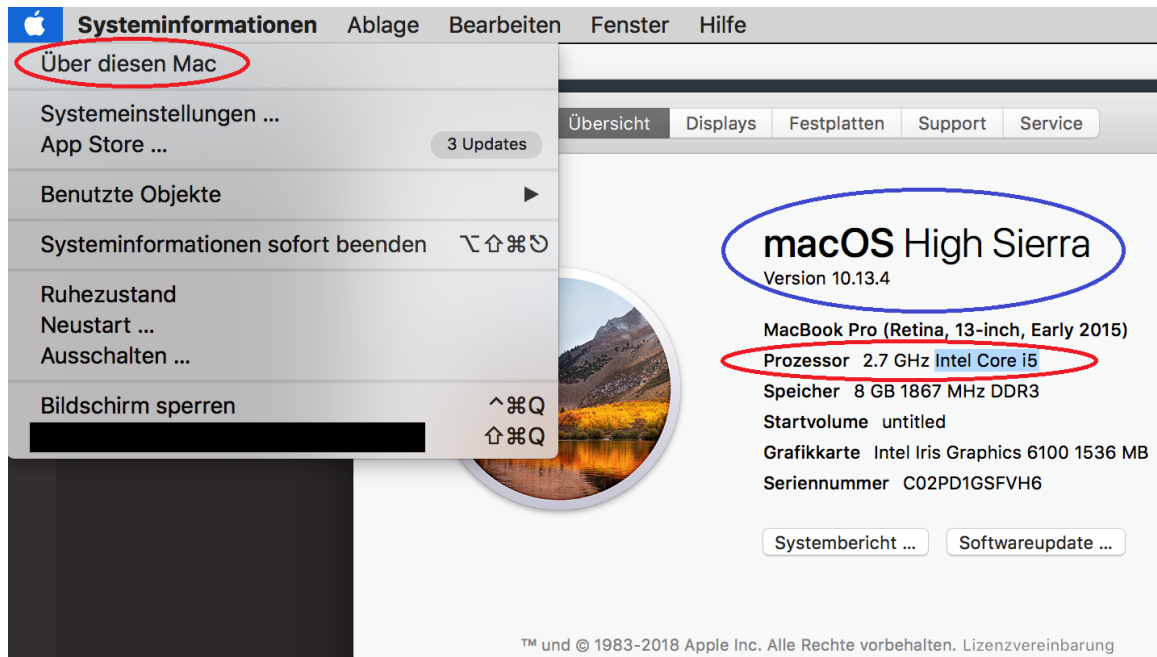 Systeminformationen Ablage Bearbeiten Fenster Hilfe
Über diesen Mac
Systemeinstellungen ...
App Store ... 3 Updates
Benutzte Objekte ▶
Systeminformationen sofort beenden ⌥⇧⌘⎋
Ruhezustand
Neustart ...
Ausschalten ...
Bildschirm sperren ^⌘Q
⇧⌘Q
Übersicht Displays Festplatten Support Service
macOS High Sierra
Version 10.13.4
MacBook Pro (Retina, 13-inch, Early 2015)
Prozessor 2.7 GHz Intel Core i5
Speicher 8 GB 1867 MHz DDR3
Startvolume untitled
Grafikkarte Intel Iris Graphics 6100 1536 MB
Seriennummer C02PD1GSFVH6
Systembericht ... Softwareupdate ...
™ und © 1983-2018 Apple Inc. Alle Rechte vorbehalten. Lizenzvereinbarung